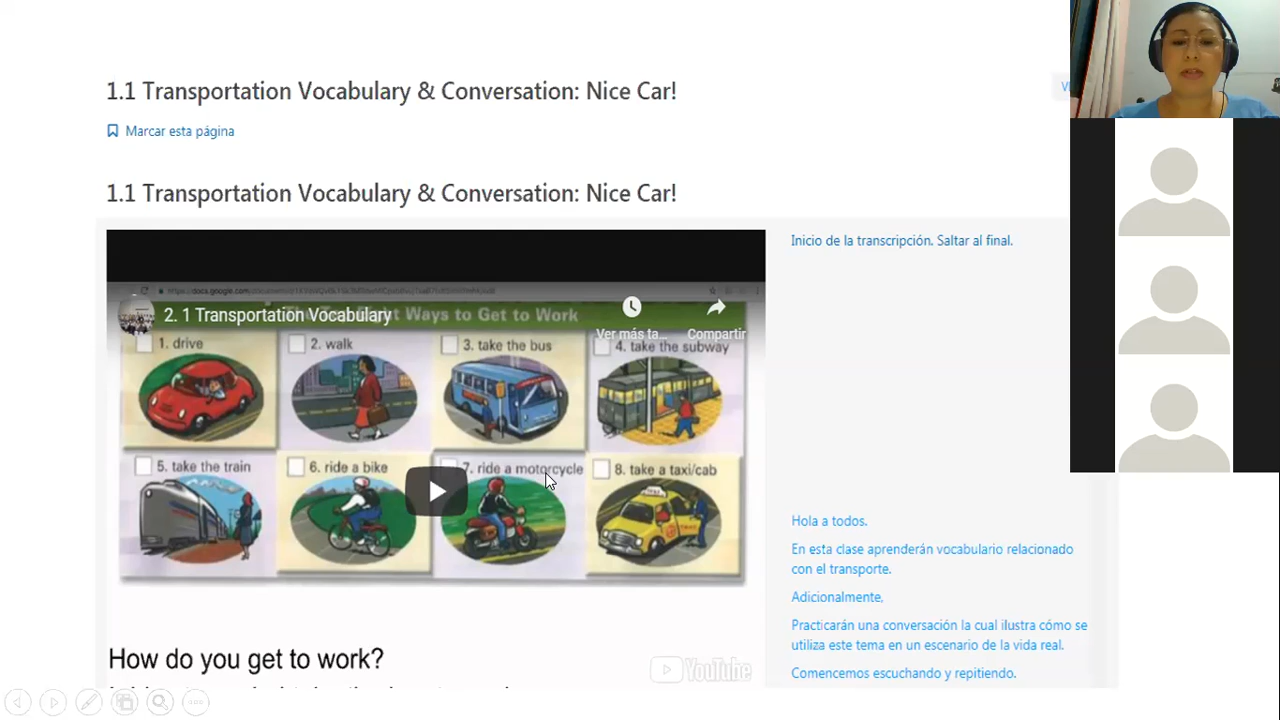 1.1 Transportation Vocabulary & Conversation: Nice Car!
Marcar esta página
1.1 Transportation Vocabulary & Conversation: Nice Car!
Inicio de la transcripción. Saltar al final.
2. 1 Transportation Vocabulary
Ways to Get to Work
Ver más ta...
Compartir
1. drive
2. walk
3. take the bus
4. take the subway
5. take the train
6. ride a bike
7. ride a motorcycle
8. take a taxi/cab
How do you get to work?
YouTube
Hola a todos.
En esta clase aprenderán vocabulario relacionado
con el transporte.
Adicionalmente,
Practicarán una conversación la cual ilustra cómo se
utiliza este tema en un escenario de la vida real.
Comencemos escuchando y repitiendo.